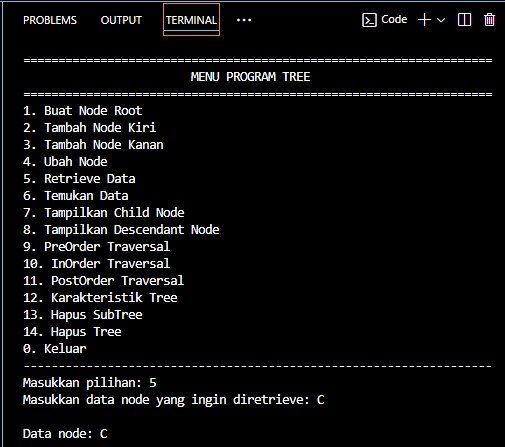 PROBLEMS OUTPUT TERMINAL ··· Code
===================================================================
MENU PROGRAM TREE
===================================================================
1. Buat Node Root
2. Tambah Node Kiri
3. Tambah Node Kanan
4. Ubah Node
5. Retrieve Data
6. Temukan Data
7. Tampilkan Child Node
8. Tampilkan Descendant Node
9. PreOrder Traversal
10. InOrder Traversal
11. PostOrder Traversal
12. Karakteristik Tree
13. Hapus SubTree
14. Hapus Tree
0. Keluar
-------------------------------------------------------------------
Masukkan pilihan: 5
Masukkan data node yang ingin diretrieve: C
Data node: C